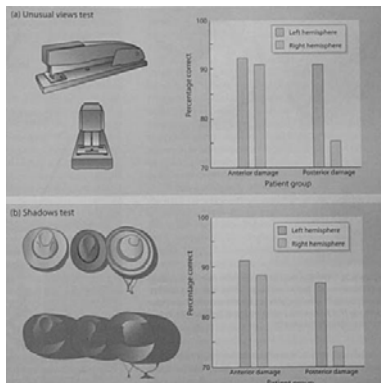 (a) Unusual views test
100
Left hemisphere
Right hemisphere
90
80
70
Percentage correct
Anterior damage
Posterior damage
Patient group
(b) Shadows test
100
Left hemisphere
Right hemisphere
90
80
70
Percentage correct
Anterior damage
Posterior damage